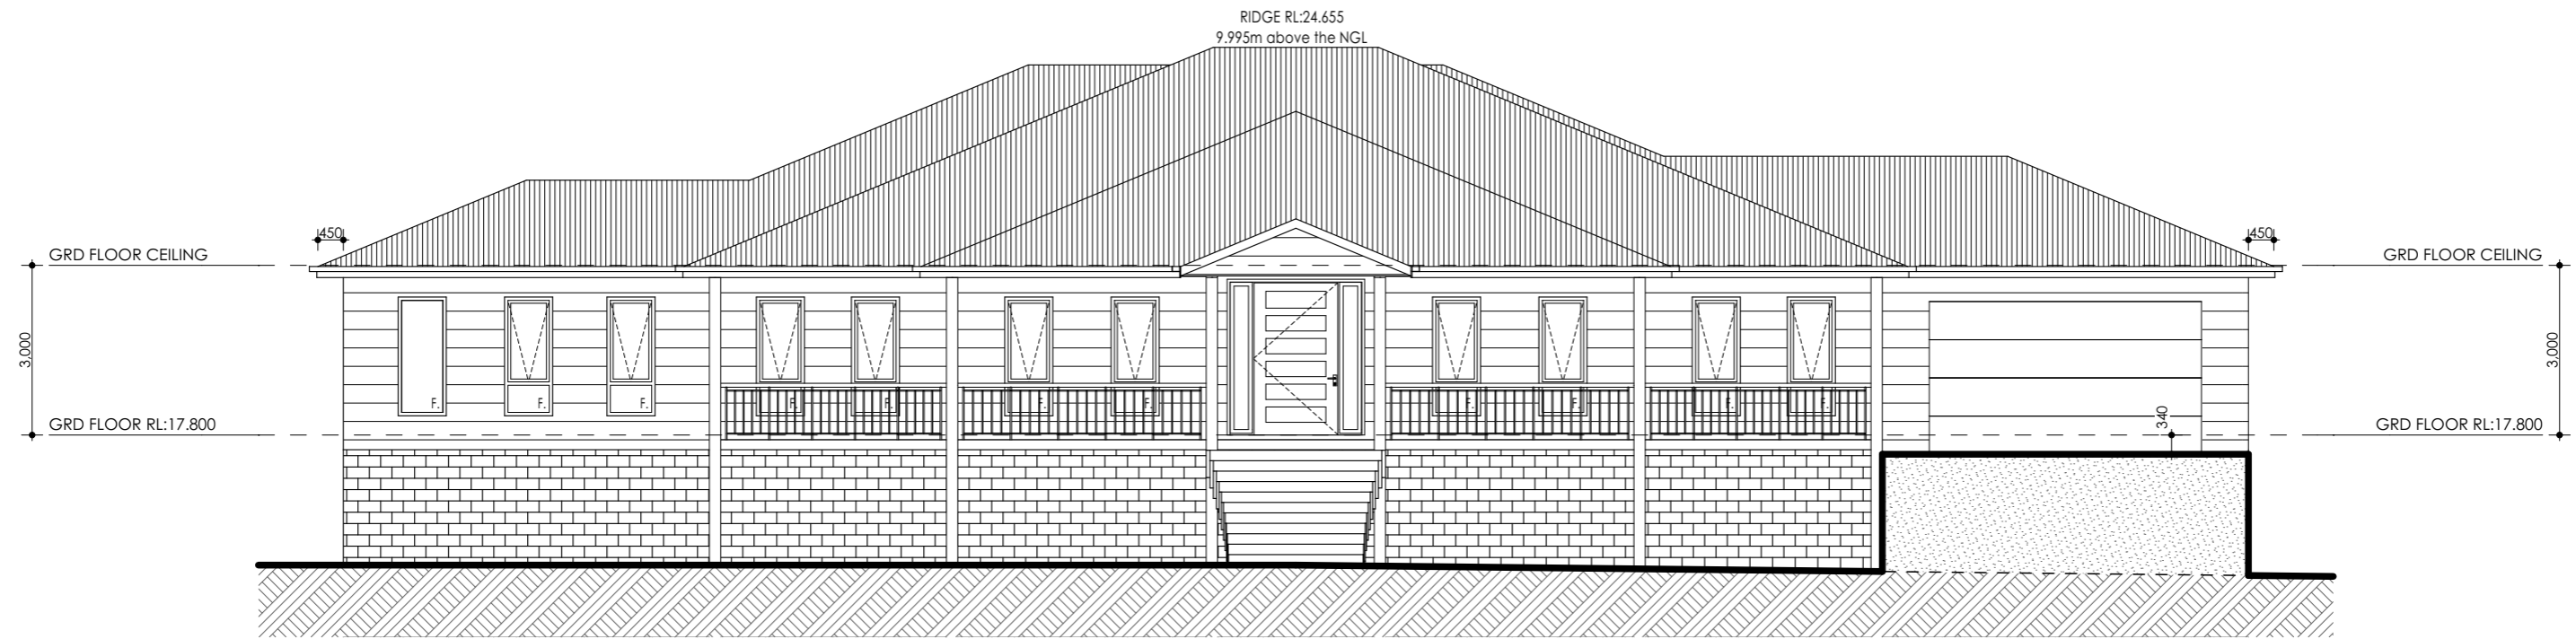 RIDGE RL:24.655
9.995m above the NGL
450
450
GRD FLOOR CEILING
GRD FLOOR CEILING
3,000
3,000
F.
F.
F.
F.
F.
F.
F.
F.
F.
F.
F.
340
GRD FLOOR RL:17.800
GRD FLOOR RL:17.800